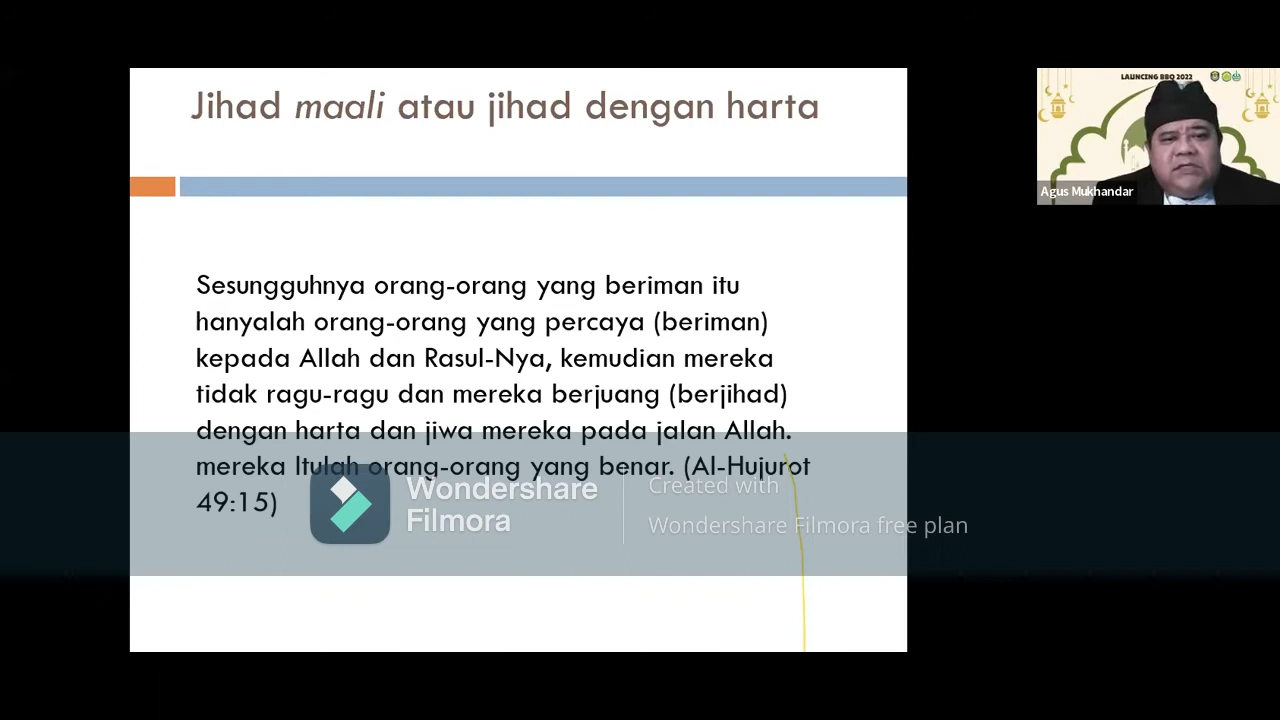 Jihad maali atau jihad dengan harta
LAUNCING BBQ 2022
Agus Mukhandar
Sesungguhnya orang-orang yang beriman itu
hanyalah orang-orang yang percaya (beriman)
kepada Allah dan Rasul-Nya, kemudian mereka
tidak ragu-ragu dan mereka berjuang (berjihad)
dengan harta dan jiwa mereka pada jalan Allah.
mereka Itulah orang-orang yang benar. (Al-Hujurot
49:15)
Wondershare
Filmora
Created with
Wondershare Filmora free plan